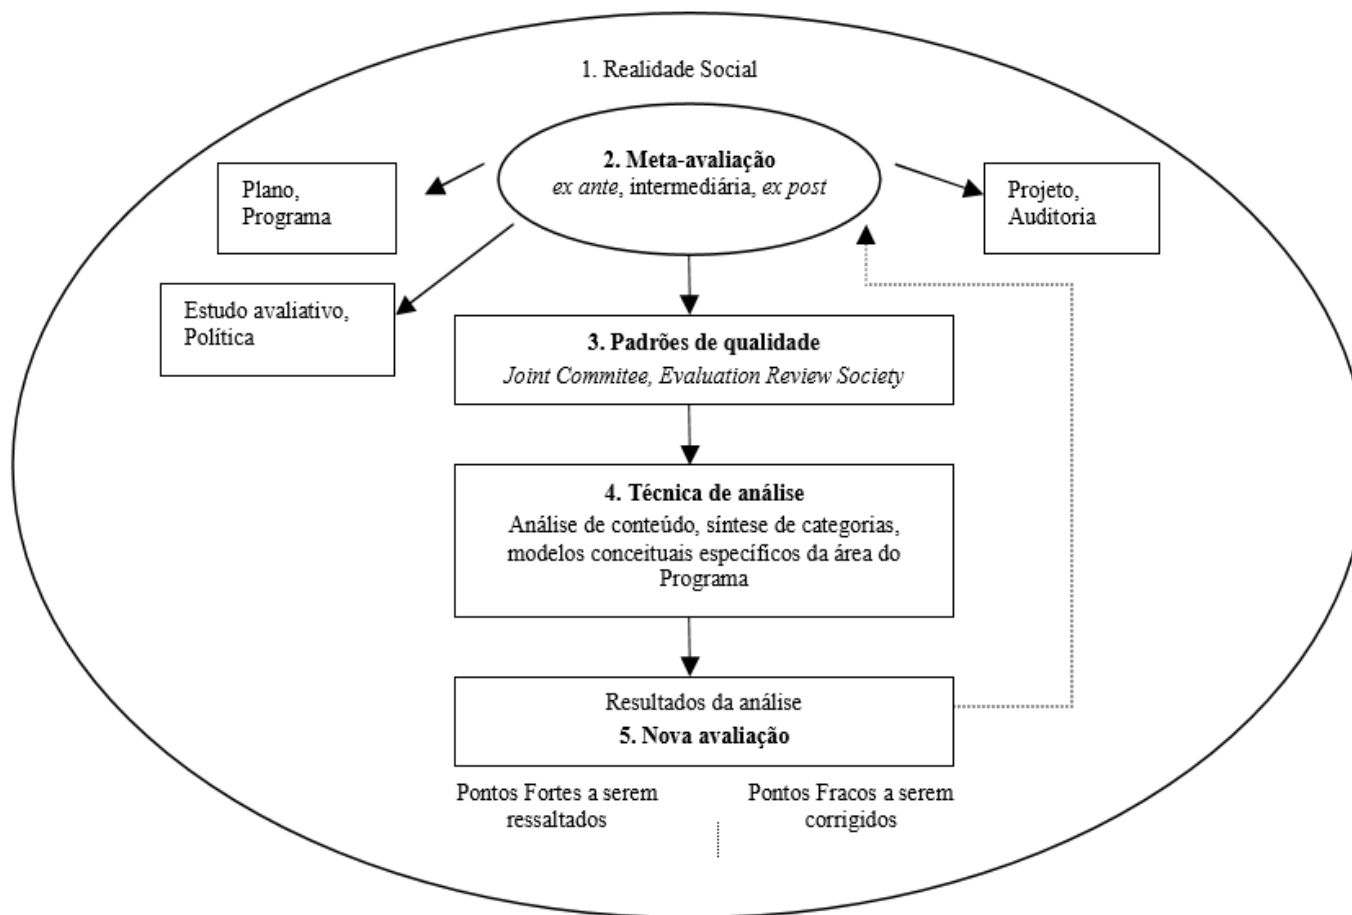 1. Realidade Social
2. Meta-avaliação
ex ante, intermediária, ex post
Plano,
Programa
Projeto,
Auditoria
Estudo avaliativo,
Política
3. Padrões de qualidade
Joint Commitee, Evaluation Review Society
4. Técnica de análise
Análise de conteúdo, síntese de categorias,
modelos conceituais específicos da área do
Programa
Resultados da análise
5. Nova avaliação
Pontos Fortes a serem
ressaltados
Pontos Fracos a serem
corrigidos